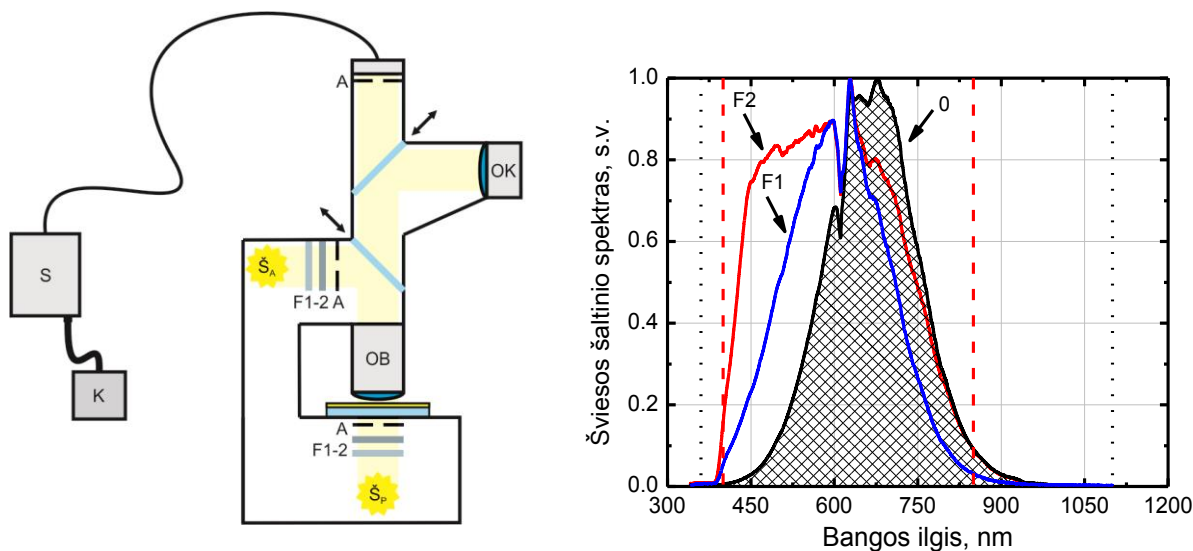 A
OK
Š_A
S
F1-2 A
K
OB
A
F1-2
Š_P
Šviesos šaltinio spektras, s.v.
1.0
0.8
0.6
0.4
0.2
0.0
F2
F1
0
300 450 600 750 900 1050 1200
Bangos ilgis, nm